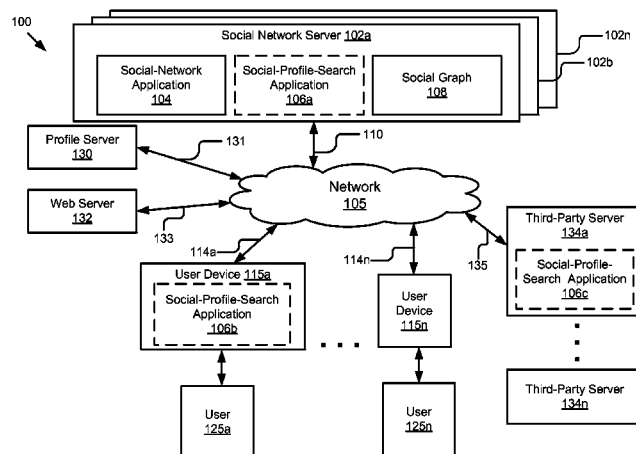 100
Social Network Server 102a
102n
102b
Social-Network
Application
104
Social-Profile-Search
Application
106a
Social Graph
108
Profile Server
130
131
110
Network
105
Web Server
132
133
114a
114n
135
Third-Party Server
134a
Social-Profile-
Search Application
106c
User Device 115a
Social-Profile-Search
Application
106b
User
Device
115n
User
125a
User
125n
Third-Party Server
134n